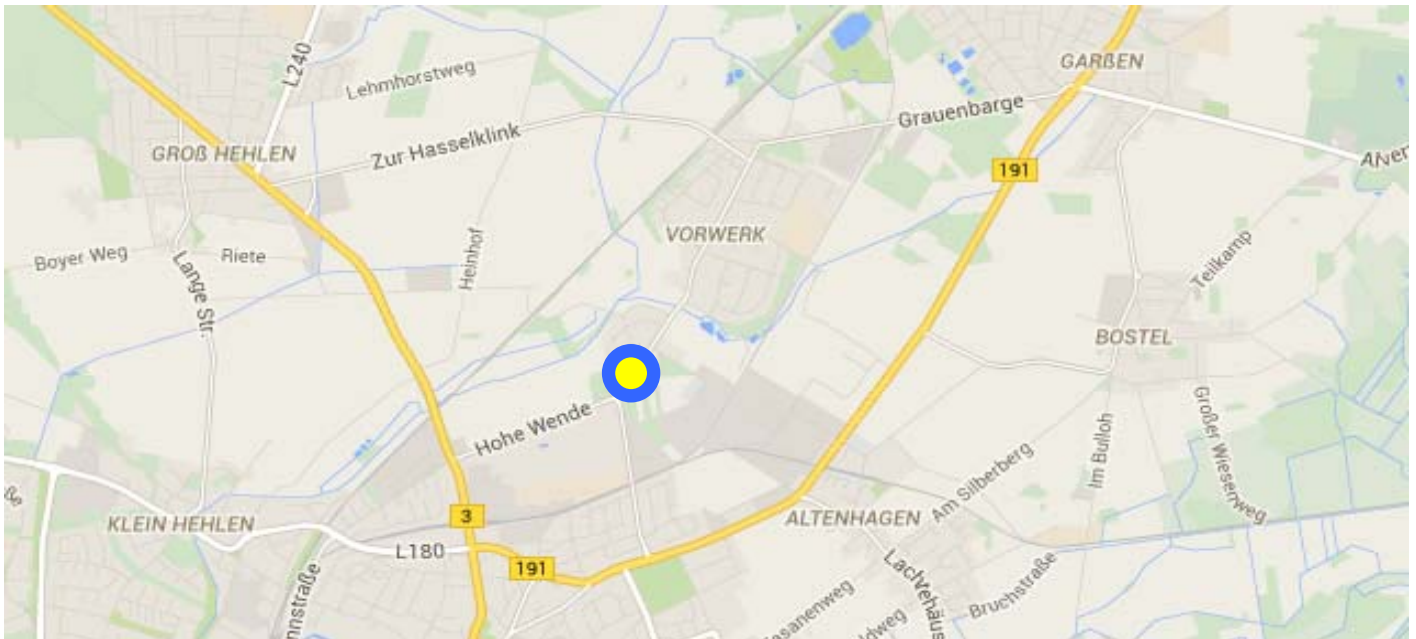 L240
GARßEN
Lehmhorstweg
Grauenbarge
Zur Hasselklink
GROß HEHLEN
191
VORWERK
Boyer Weg
Riete
Heinhof
Lange Str.
Teilkamp
BOSTEL
Hohe Wende
Großer Wiesenweg
Im Bulloh
Am Silberberg
KLEIN HEHLEN
3
ALTENHAGEN
L180
191
Bruchstraße